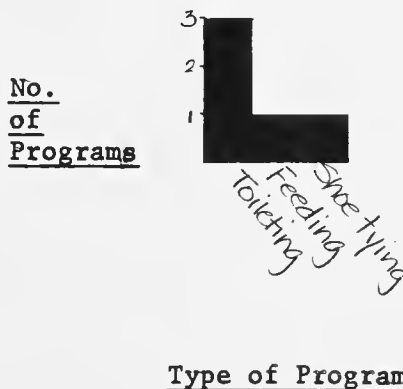 3
2
1
No.
of
Programs
Toileting
Feeding
Shoe tying
Type of Program